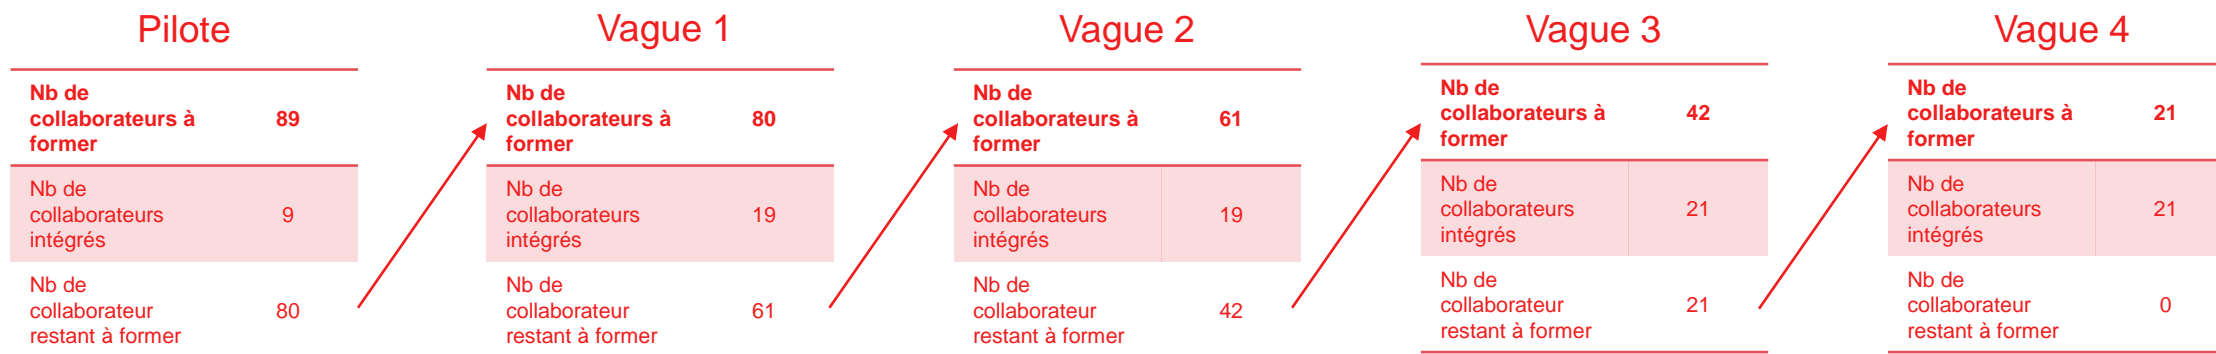 Pilote
Nb de
collaborateurs à
former
89
Nb de
collaborateurs
intégrés
9
Nb de
collaborateur
restant à former
80
Vague 1
Nb de
collaborateurs à
former
80
Nb de
collaborateurs
intégrés
19
Nb de
collaborateur
restant à former
61
Vague 2
Nb de
collaborateurs à
former
61
Nb de
collaborateurs
intégrés
19
Nb de
collaborateur
restant à former
42
Vague 3
Nb de
collaborateurs à
former
42
Nb de
collaborateurs
intégrés
21
Nb de
collaborateur
restant à former
21
Vague 4
Nb de
collaborateurs à
former
21
Nb de
collaborateurs
intégrés
21
Nb de
collaborateur
restant à former
0